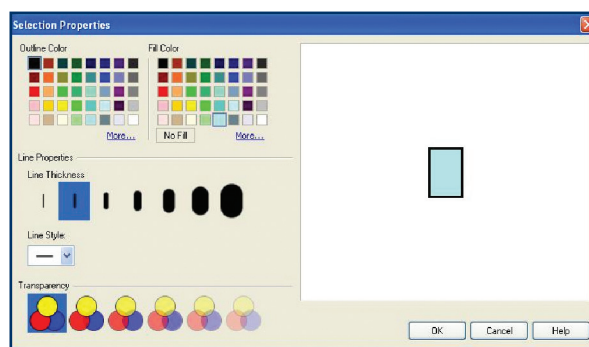 Selection Properties
Outline Color
Fill Color
More...
No Fill
More...
Line Properties
Line Thickness
Line Style:
Transparency
OK
Cancel
Help